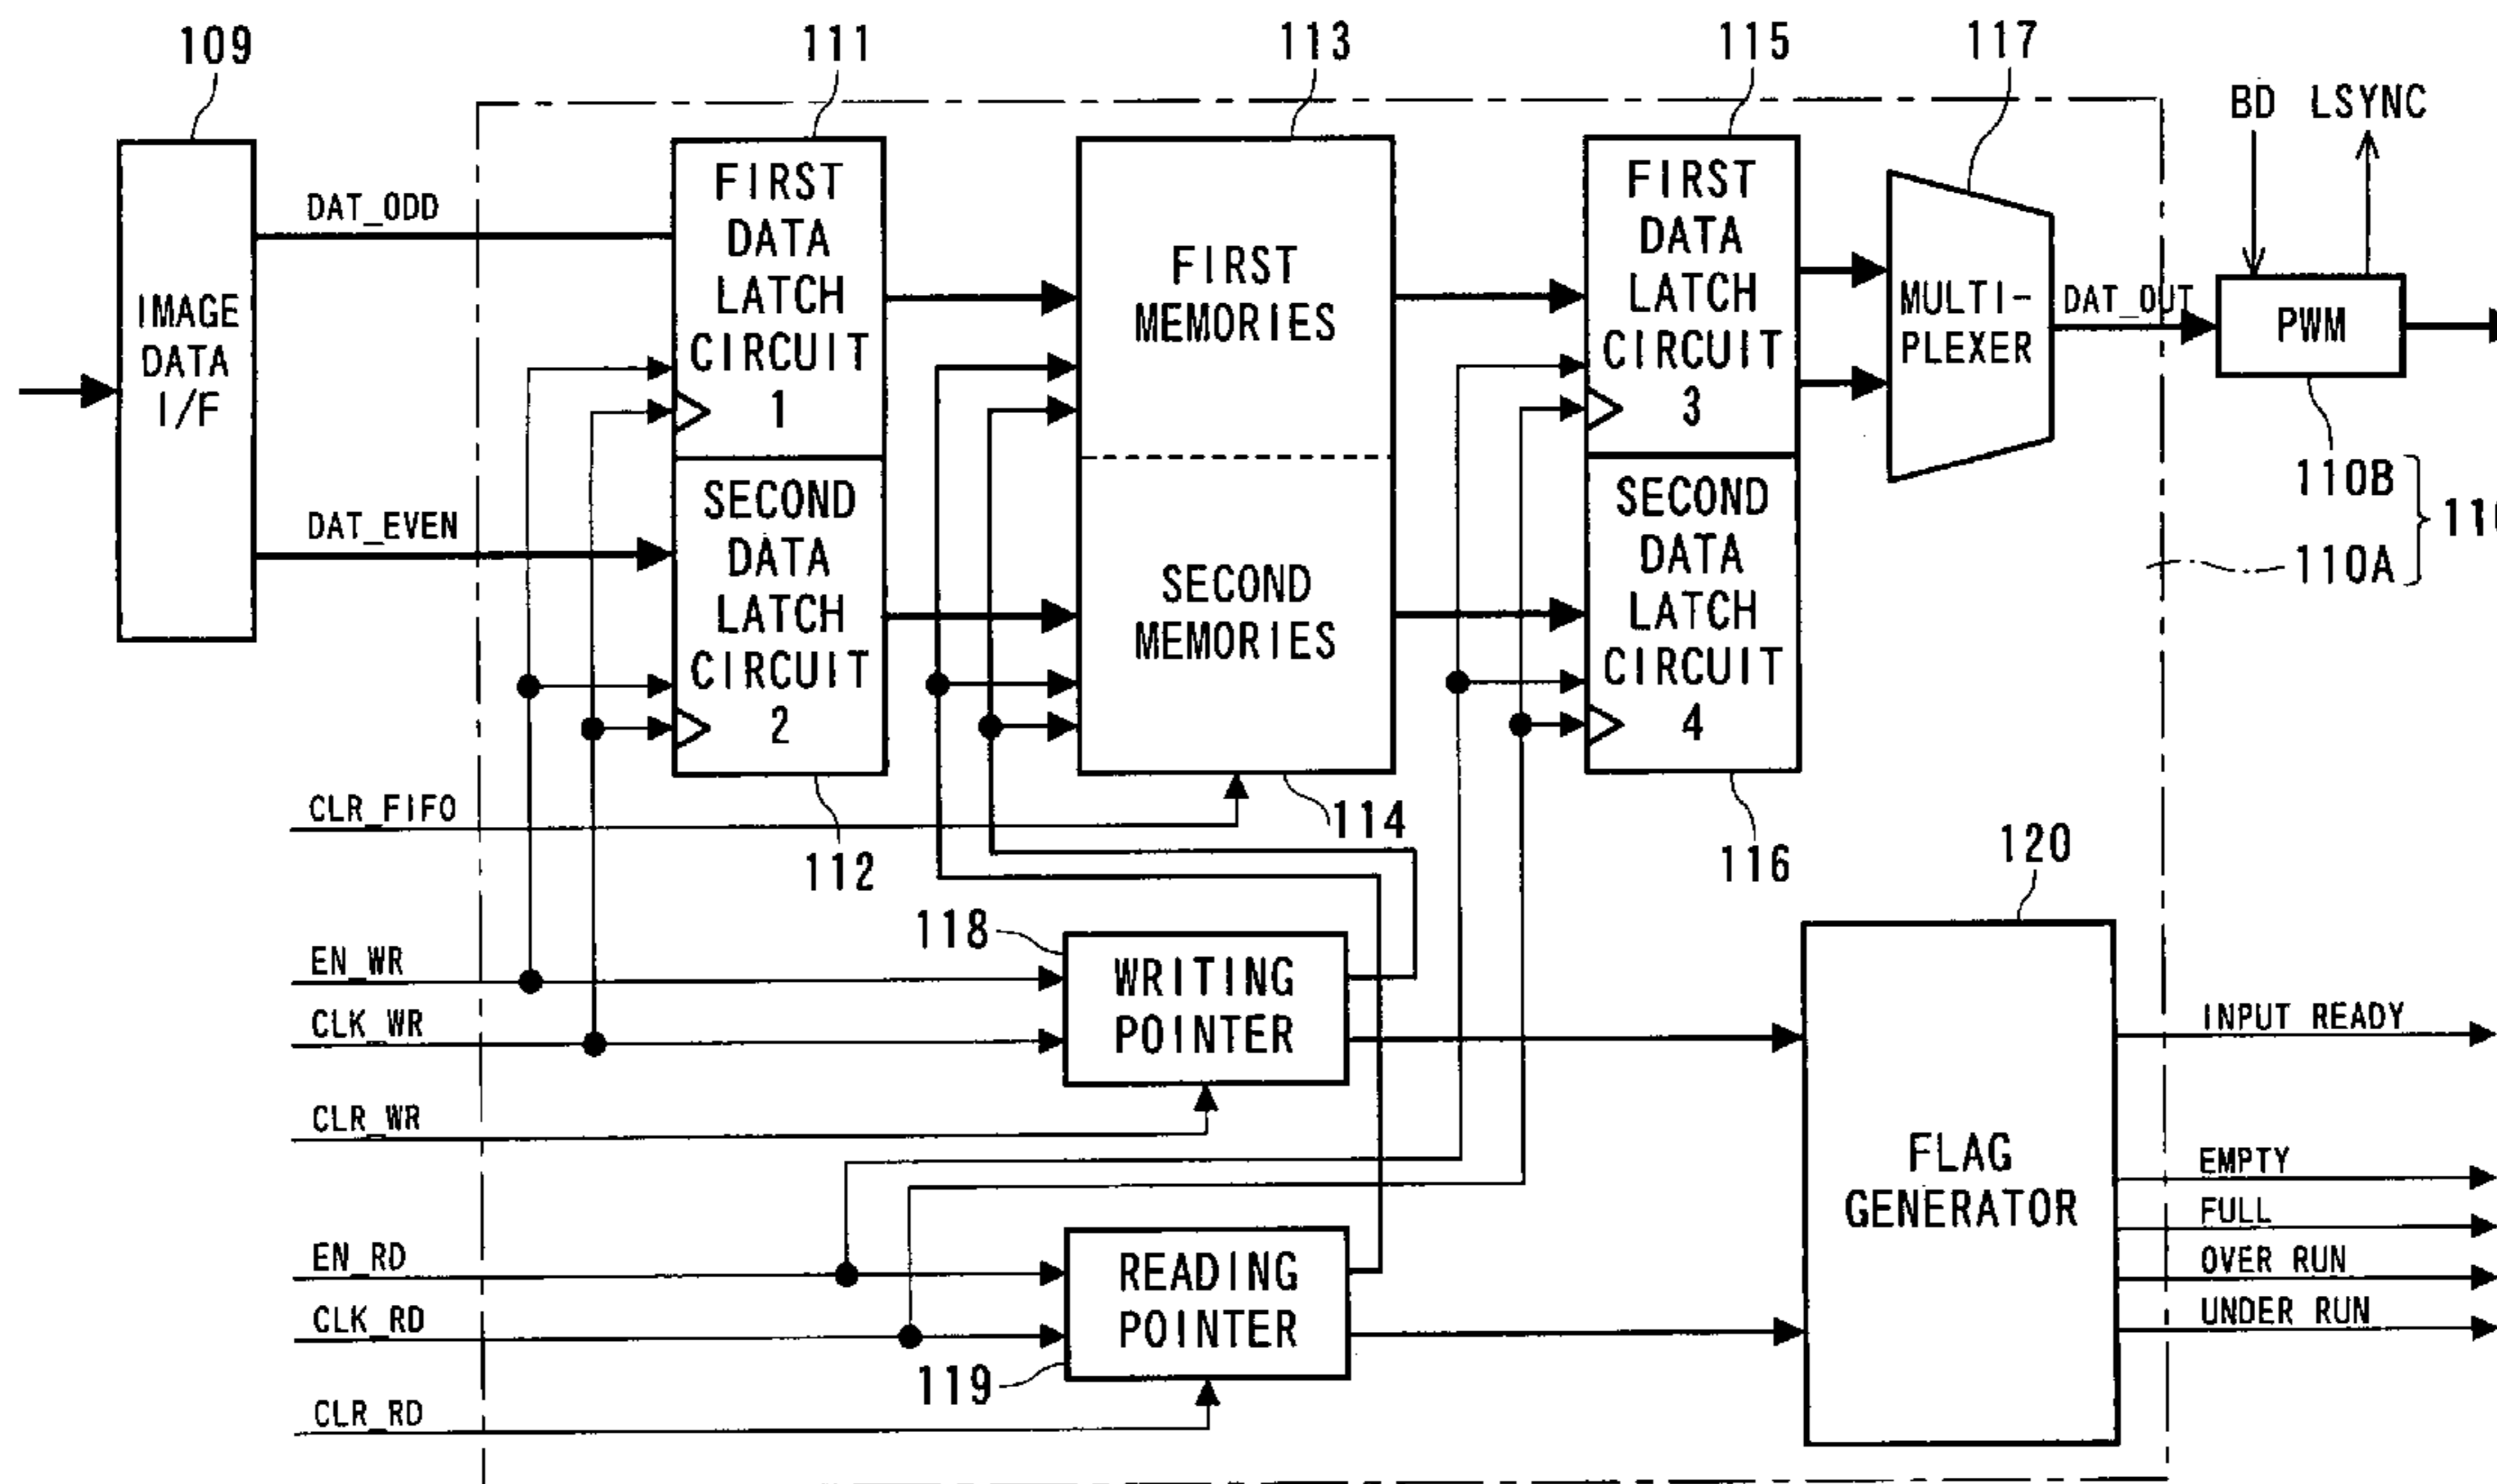 109
111
113
115
117
BD LSYNC
IMAGE
DATA
I/F
DAT_ODD
DAT_EVEN
FIRST
DATA
LATCH
CIRCUIT
1
SECOND
DATA
LATCH
CIRCUIT
2
FIRST
MEMORIES
SECOND
MEMORIES
FIRST
DATA
LATCH
CIRCUIT
3
SECOND
DATA
LATCH
CIRCUIT
4
MULTI-
PLEXER
DAT_OUT
PWM
110B
110A
CLR_FIFO
112
114
116
120
118
EN_WR
CLK_WR
CLR_WR
WRITING
POINTER
EN_RD
CLK_RD
CLR_RD
READING
POINTER
119
FLAG
GENERATOR
INPUT READY
EMPTY
FULL
OVER RUN
UNDER RUN